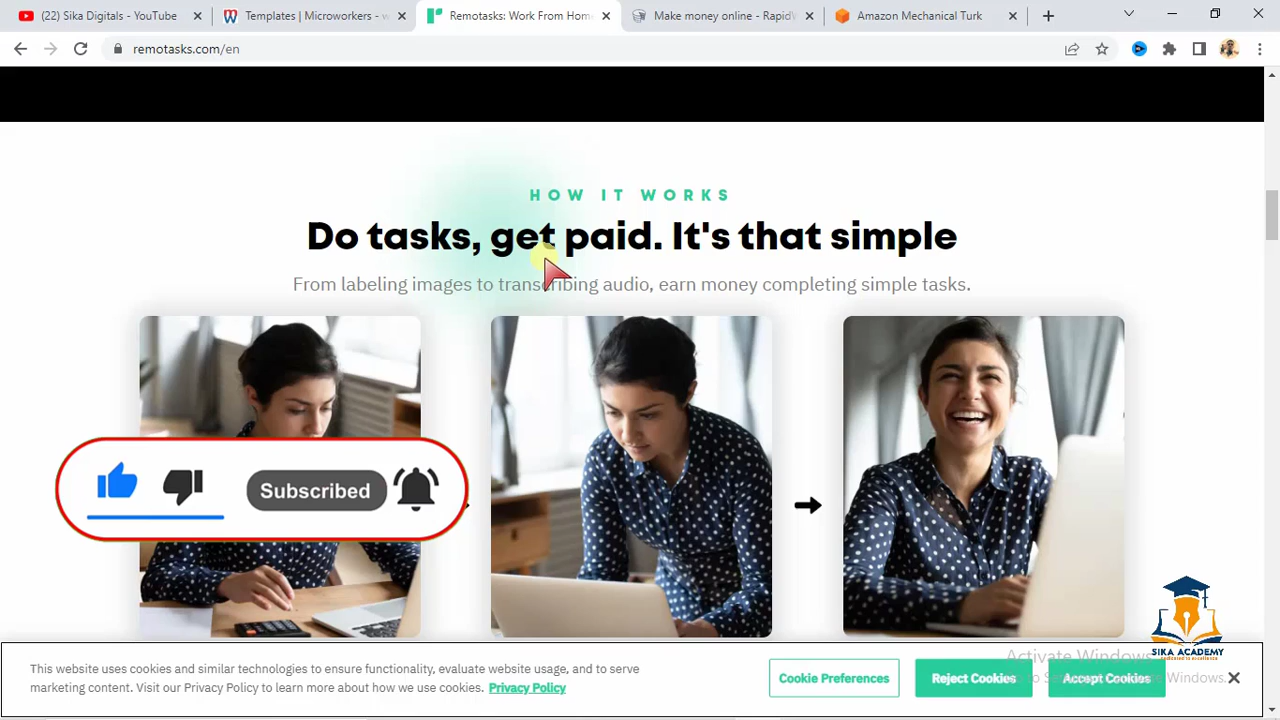 (22) Sika Digitals - YouTube
Templates | Microworkers - w
Remotasks: Work From Home
Make money online - RapidW
Amazon Mechanical Turk
remotasks.com/en
HOW IT WORKS
Do tasks, get paid. It's that simple
From labeling images to transcribing audio, earn money completing simple tasks.
Subscribed
SIKA ACADEMY
This website uses cookies and similar technologies to ensure functionality, evaluate website usage, and to serve
marketing content. Visit our Privacy Policy to learn more about how we use cookies. Privacy Policy
Cookie Preferences
Reject Cookies
Accept Cookies
Activate Windows
Windows.